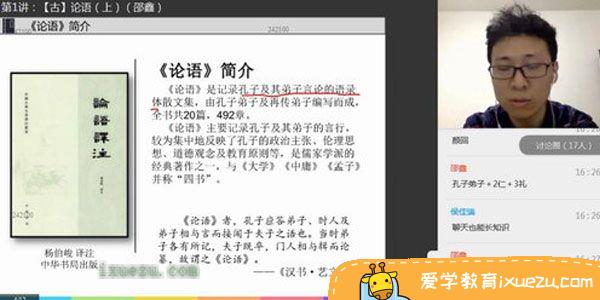 第1讲：【古】论语（上）（邵鑫）
《论语》简介
242100
《论语》简介
《论语》是记录孔子及其弟子言论的语录
体散文集，由孔子弟子及再传弟子编写而成，
全书共20篇，492章。
《论语》主要记录孔子及其弟子的言行，
较为集中地反映了孔子的政治主张、伦理思
想、道德观念及教育原则等，是儒家学派的
经典著作之一，与《大学》《中庸》《孟子》
并称“四书”。
論語譯注
242100
杨伯峻 译注
中华书局出版
ixuezu.com
《论语》者，孔子应答弟子、时人及
弟子相与言而接闻于夫子之语也。当时弟
子各有所记，夫子既卒，门人相与辑而论
纂，故谓之《论语》。
——《汉书·艺文
颜回
讨论圈（17人）
邵鑫 16:26
孔子弟子＋2仁＋3礼
侯佳编 16:26
聊天也能长知识
邵鑫 16:27
爱学教育ixuezu.com